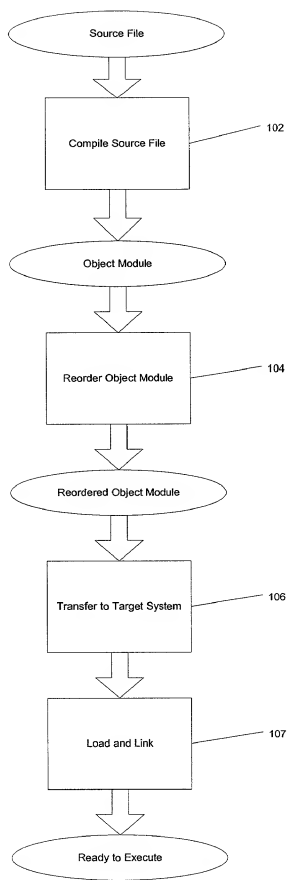 Source File
Compile Source File
102
Object Module
Reorder Object Module
104
Reordered Object Module
Transfer to Target System
106
Load and Link
107
Ready to Execute